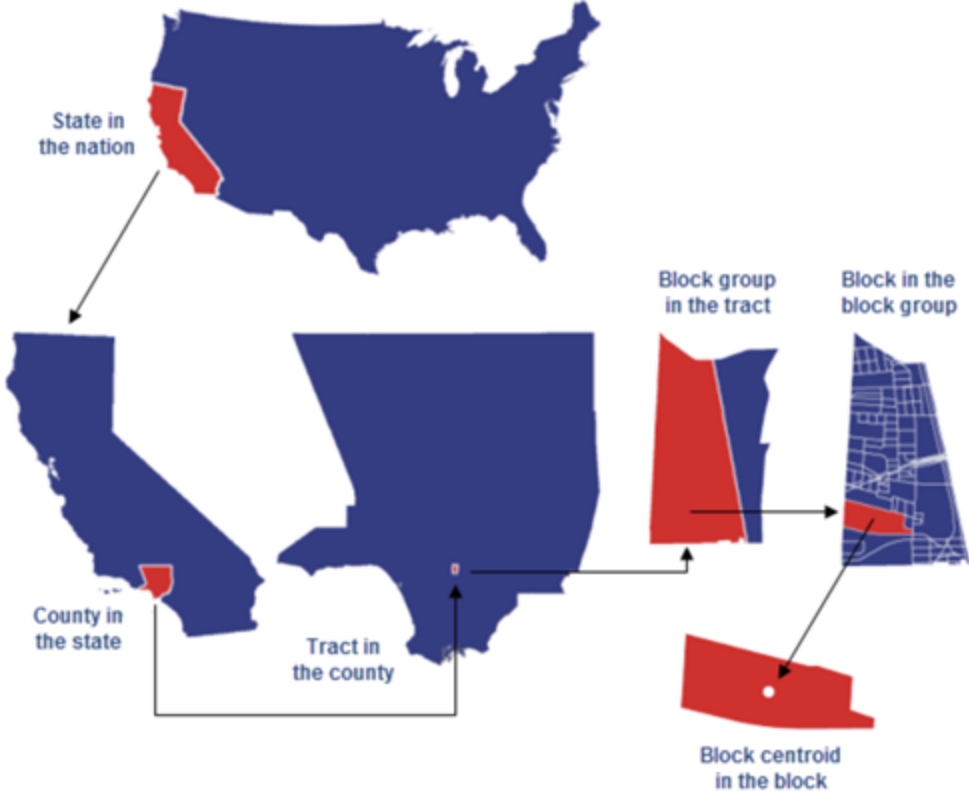 State in
the nation
Block group
in the tract
Block in the
block group
County in
the state
Tract in
the county
Block centroid
in the block